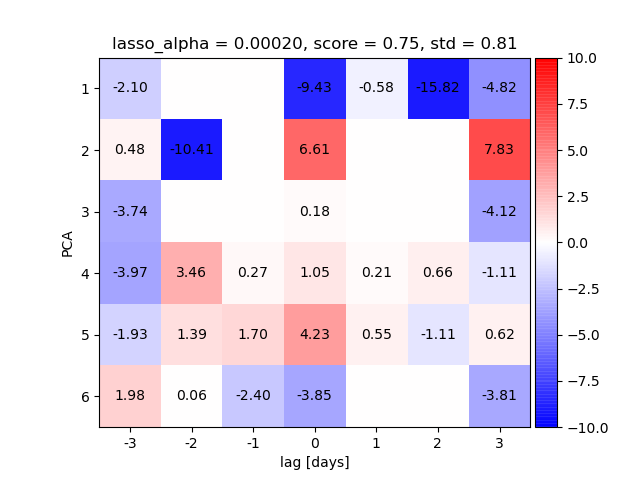 lasso_alpha = 0.00020, score = 0.75, std = 0.81
1 -2.10 -9.43 -0.58 -15.82 -4.82
2 0.48 -10.41 6.61 7.83
3 -3.74 0.18 -4.12
4 -3.97 3.46 0.27 1.05 0.21 0.66 -1.11
5 -1.93 1.39 1.70 4.23 0.55 -1.11 0.62
6 1.98 0.06 -2.40 -3.85 -3.81
PCA
-3 -2 -1 0 1 2 3
lag [days]
10.0
7.5
5.0
2.5
0.0
−2.5
−5.0
−7.5
−10.0